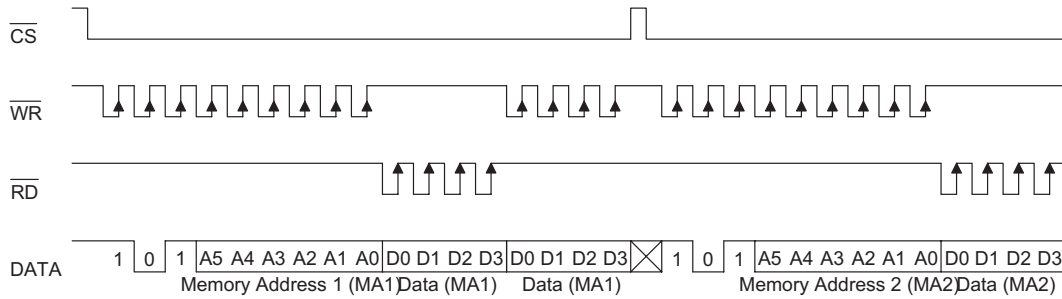 CS
WR
RD
DATA 1 0 1 A5 A4 A3 A2 A1 A0 D0 D1 D2 D3 D0 D1 D2 D3 1 0 1 A5 A4 A3 A2 A1 A0 D0 D1 D2 D3
Memory Address 1 (MA1) Data (MA1) Data (MA1) Memory Address 2 (MA2) Data (MA2)